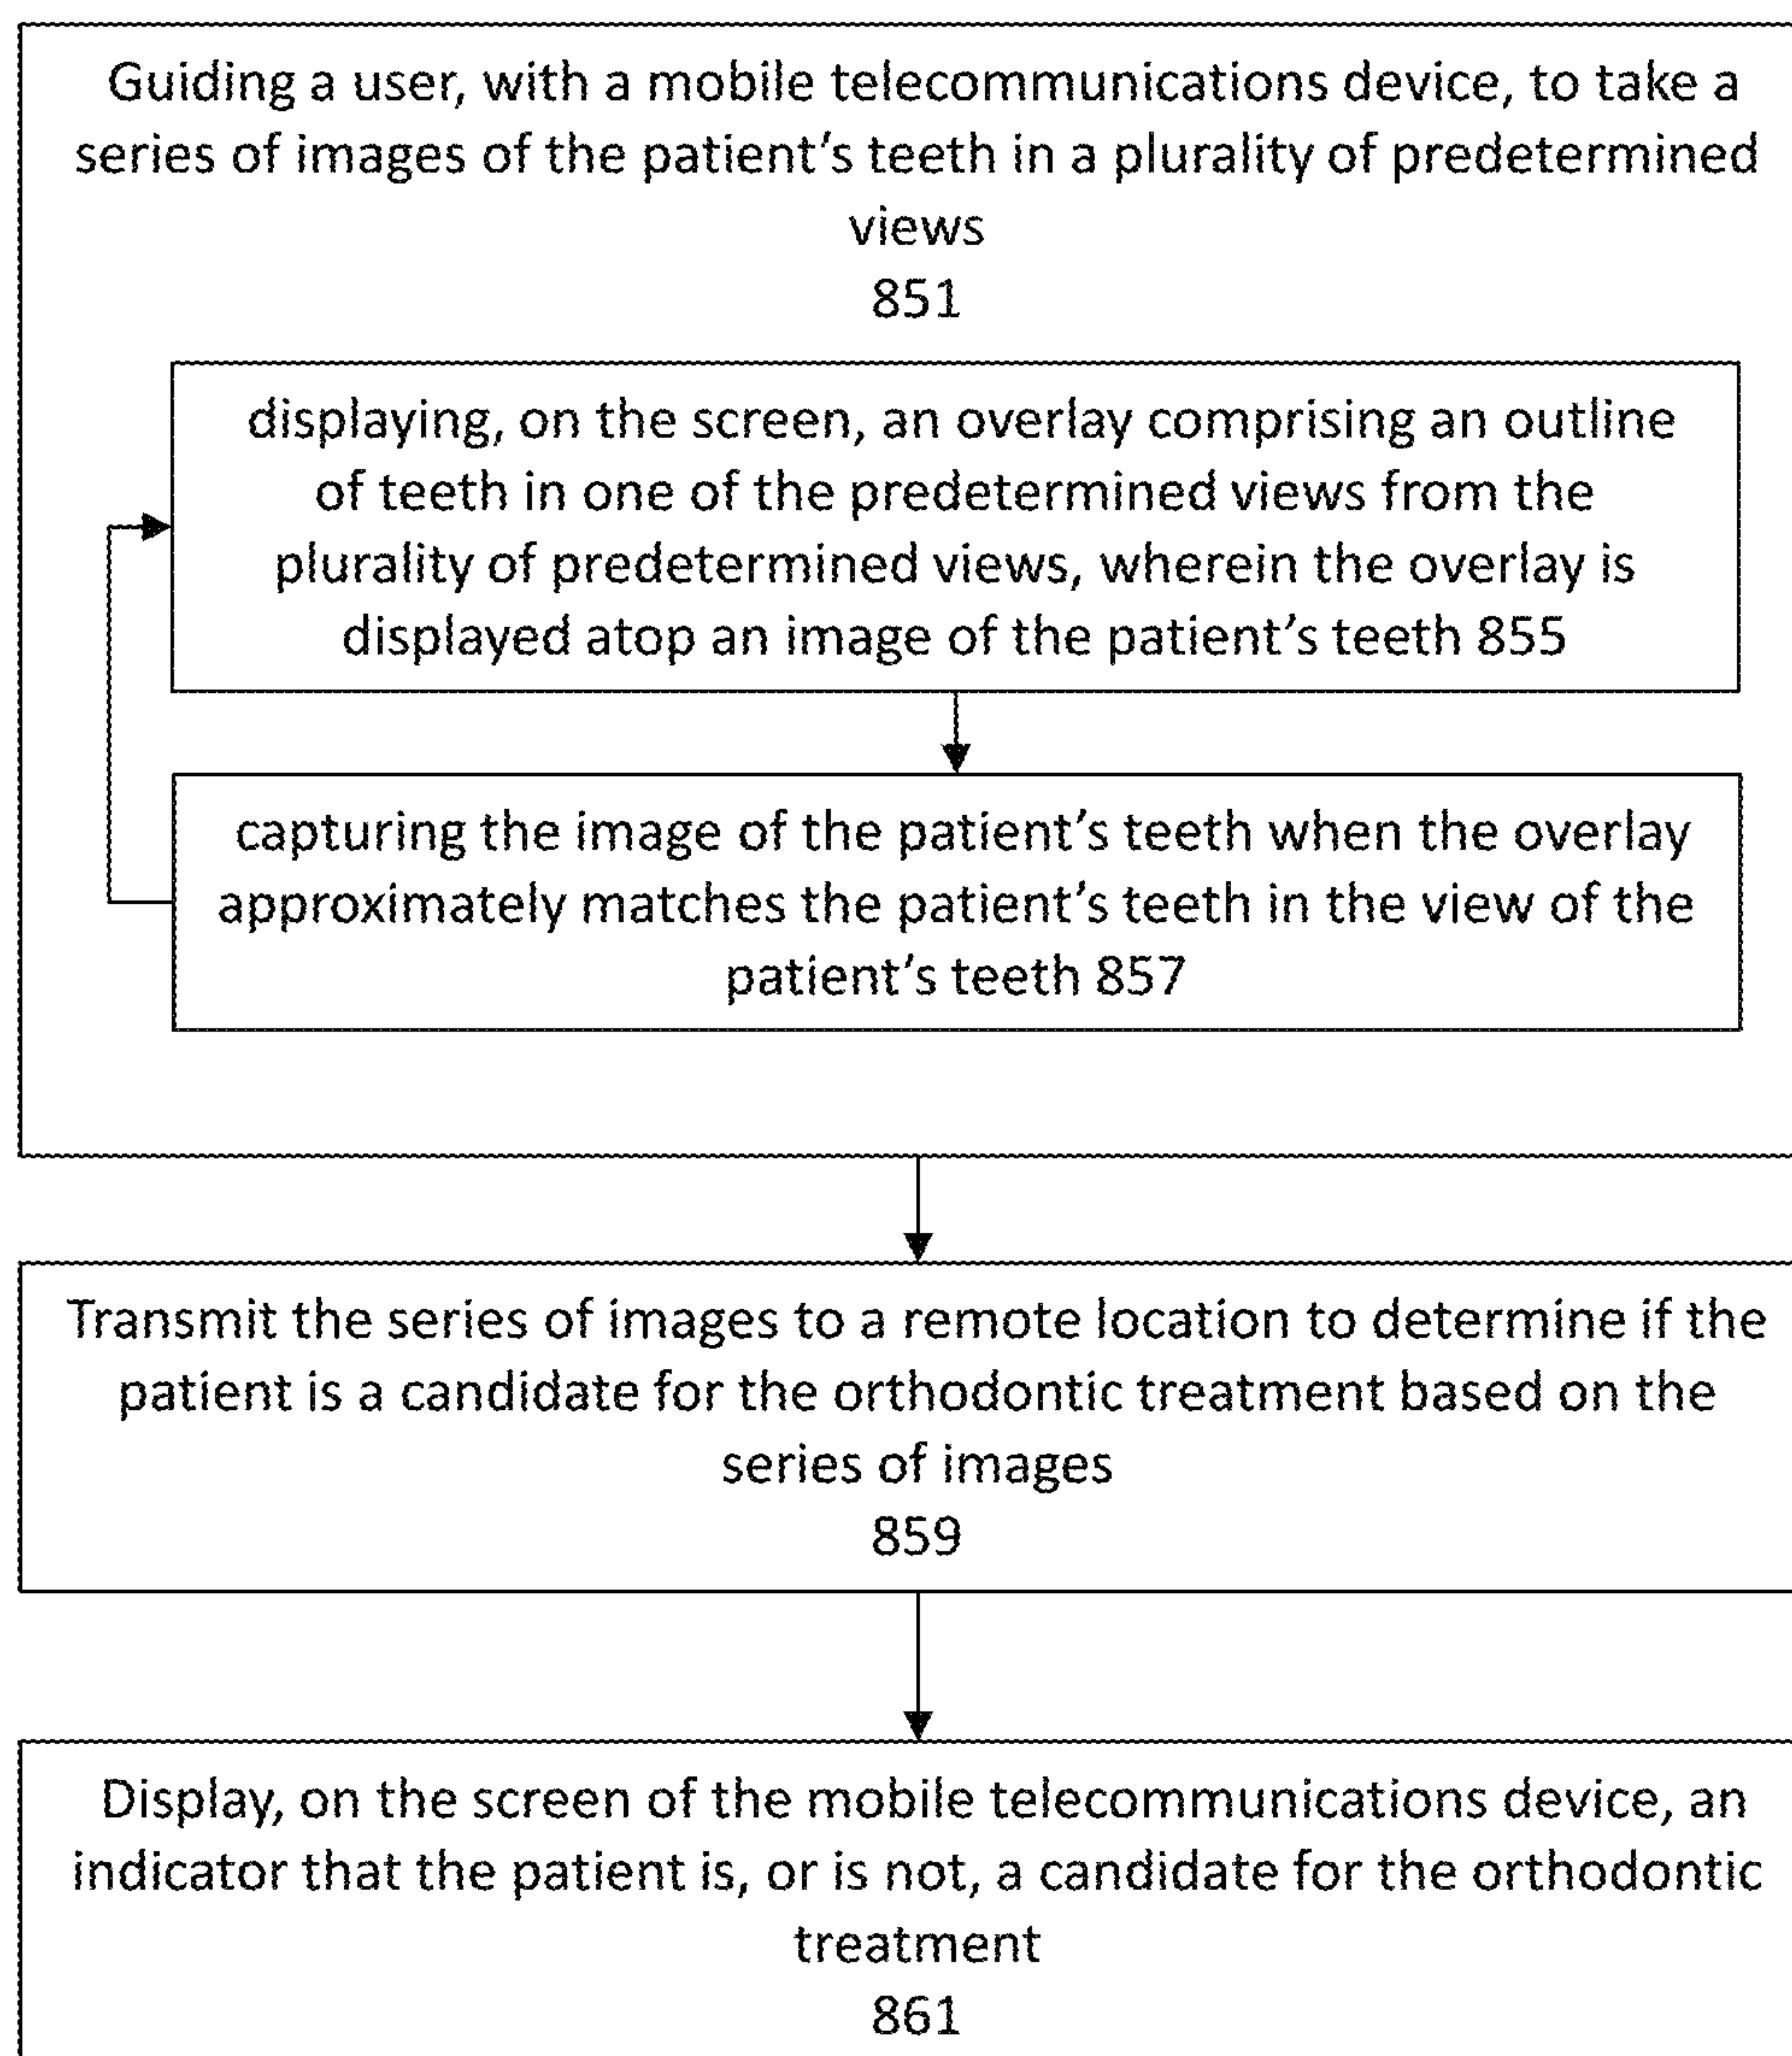 Guiding a user, with a mobile telecommunications device, to take a
series of images of the patient's teeth in a plurality of predetermined
views
851
displaying, on the screen, an overlay comprising an outline
of teeth in one of the predetermined views from the
plurality of predetermined views, wherein the overlay is
displayed atop an image of the patient's teeth 855
capturing the image of the patient's teeth when the overlay
approximately matches the patient's teeth in the view of the
patient's teeth 857
Transmit the series of images to a remote location to determine if the
patient is a candidate for the orthodontic treatment based on the
series of images
859
Display, on the screen of the mobile telecommunications device, an
indicator that the patient is, or is not, a candidate for the orthodontic
treatment
861